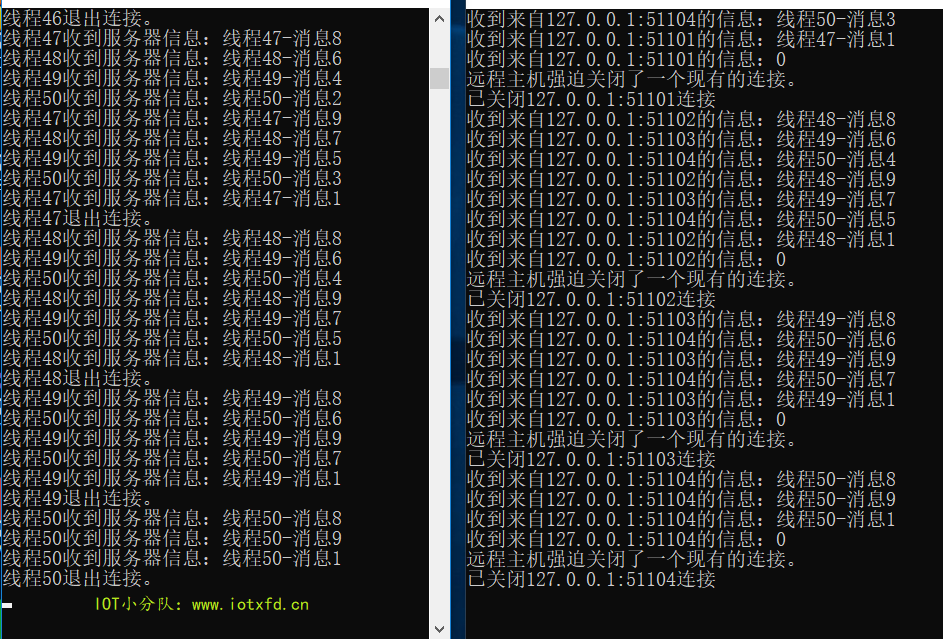 线程46退出连接。
线程47收到服务器信息: 线程47-消息8
线程48收到服务器信息: 线程48-消息6
线程49收到服务器信息: 线程49-消息4
线程50收到服务器信息: 线程50-消息2
线程47收到服务器信息: 线程47-消息9
线程48收到服务器信息: 线程48-消息7
线程49收到服务器信息: 线程49-消息5
线程50收到服务器信息: 线程50-消息3
线程47收到服务器信息: 线程47-消息1
线程47退出连接。
线程48收到服务器信息: 线程48-消息8
线程49收到服务器信息: 线程49-消息6
线程50收到服务器信息: 线程50-消息4
线程48收到服务器信息: 线程48-消息9
线程49收到服务器信息: 线程49-消息7
线程50收到服务器信息: 线程50-消息5
线程48收到服务器信息: 线程48-消息1
线程48退出连接。
线程49收到服务器信息: 线程49-消息8
线程50收到服务器信息: 线程50-消息6
线程49收到服务器信息: 线程49-消息9
线程50收到服务器信息: 线程50-消息7
线程49收到服务器信息: 线程49-消息1
线程49退出连接。
线程50收到服务器信息: 线程50-消息8
线程50收到服务器信息: 线程50-消息9
线程50收到服务器信息: 线程50-消息1
线程50退出连接。
IOT小分队: www.iotxfd.cn
收到来自127.0.0.1:51104的信息: 线程50-消息3
收到来自127.0.0.1:51101的信息: 线程47-消息1
收到来自127.0.0.1:51101的信息: 0
远程主机强迫关闭了一个现有的连接。
已关闭127.0.0.1:51101连接
收到来自127.0.0.1:51102的信息: 线程48-消息8
收到来自127.0.0.1:51103的信息: 线程49-消息6
收到来自127.0.0.1:51104的信息: 线程50-消息4
收到来自127.0.0.1:51102的信息: 线程48-消息9
收到来自127.0.0.1:51103的信息: 线程49-消息7
收到来自127.0.0.1:51104的信息: 线程50-消息5
收到来自127.0.0.1:51102的信息: 线程48-消息1
收到来自127.0.0.1:51102的信息: 0
远程主机强迫关闭了一个现有的连接。
已关闭127.0.0.1:51102连接
收到来自127.0.0.1:51103的信息: 线程49-消息8
收到来自127.0.0.1:51104的信息: 线程50-消息6
收到来自127.0.0.1:51103的信息: 线程49-消息9
收到来自127.0.0.1:51104的信息: 线程50-消息7
收到来自127.0.0.1:51103的信息: 线程49-消息1
收到来自127.0.0.1:51103的信息: 0
远程主机强迫关闭了一个现有的连接。
已关闭127.0.0.1:51103连接
收到来自127.0.0.1:51104的信息: 线程50-消息8
收到来自127.0.0.1:51104的信息: 线程50-消息9
收到来自127.0.0.1:51104的信息: 线程50-消息1
收到来自127.0.0.1:51104的信息: 0
远程主机强迫关闭了一个现有的连接。
已关闭127.0.0.1:51104连接